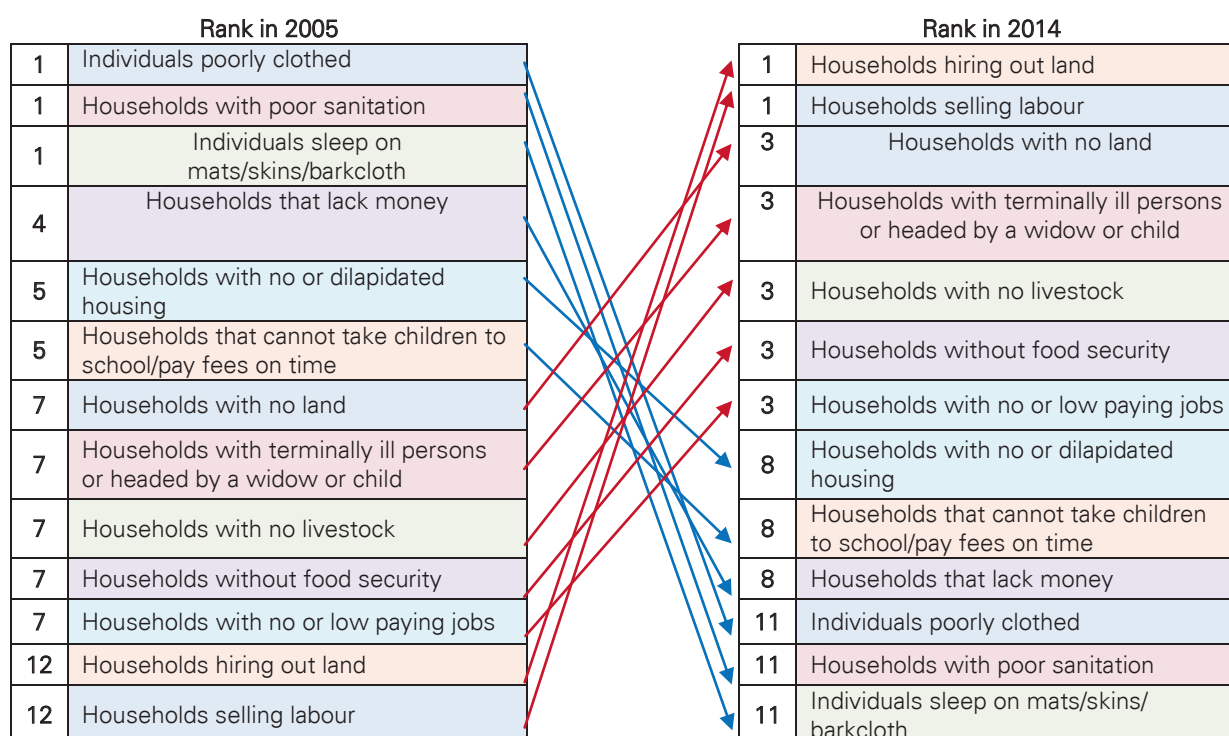 Rank in 2005
1 Individuals poorly clothed
1 Households with poor sanitation
1 Individuals sleep on
mats/skins/barkcloth
4 Households that lack money
5 Households with no or dilapidated
housing
5 Households that cannot take children to
school/pay fees on time
7 Households with no land
7 Households with terminally ill persons
or headed by a widow or child
7 Households with no livestock
7 Households without food security
7 Households with no or low paying jobs
12 Households hiring out land
12 Households selling labour
Rank in 2014
1 Households hiring out land
1 Households selling labour
3 Households with no land
3 Households with terminally ill persons
or headed by a widow or child
3 Households with no livestock
3 Households without food security
3 Households with no or low paying jobs
8 Households with no or dilapidated
housing
8 Households that cannot take children
to school/pay fees on time
8 Households that lack money
11 Individuals poorly clothed
11 Households with poor sanitation
11 Individuals sleep on mats/skins/
barkcloth